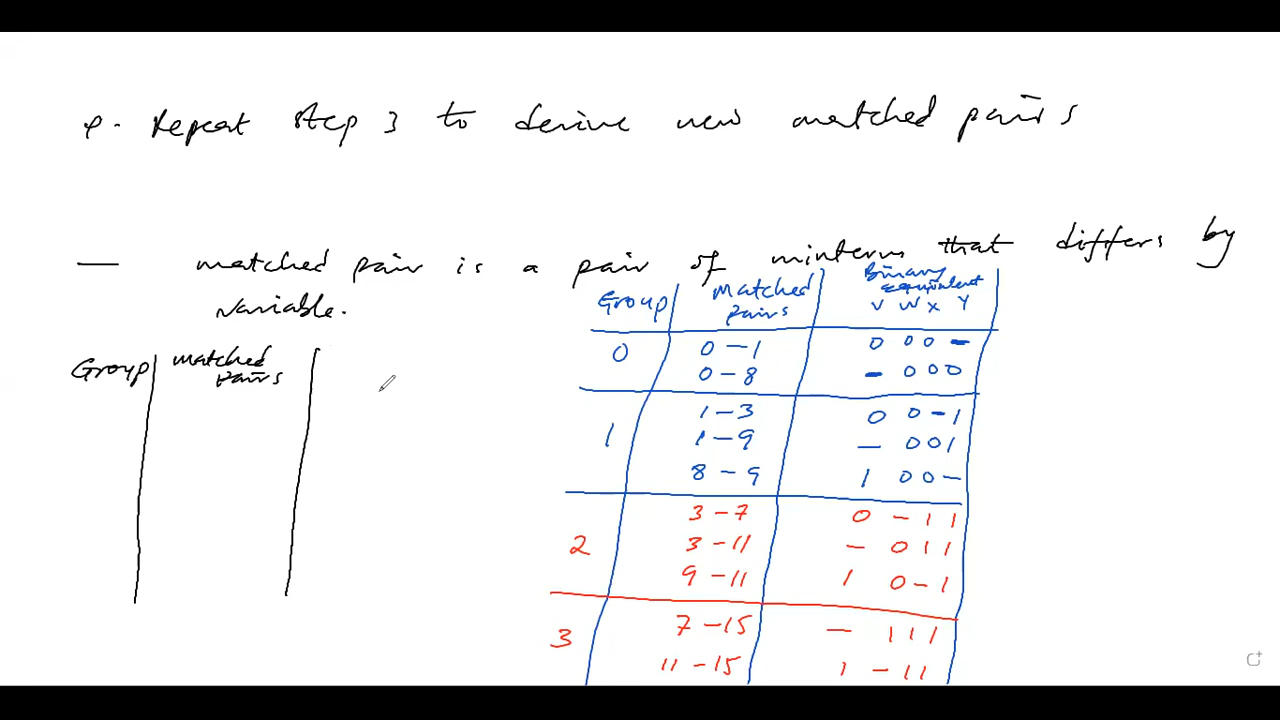 4. Repeat step 3 to derive new matched pairs
— matched pair is a pair of minterm that differs by
variable.
Group matched pairs
Group Matched pairs Binary equivalent
V W X Y
0 0-1 0 0 0 -
0-8 - 0 0 0
1 1-3 0 0 - 1
1-9 - 0 0 1
8-9 1 0 0 -
2 3-7 0 - 1 1
3-11 - 0 1 1
9-11 1 0 - 1
3 7-15 - 1 1 1
11-15 1 - 1 1